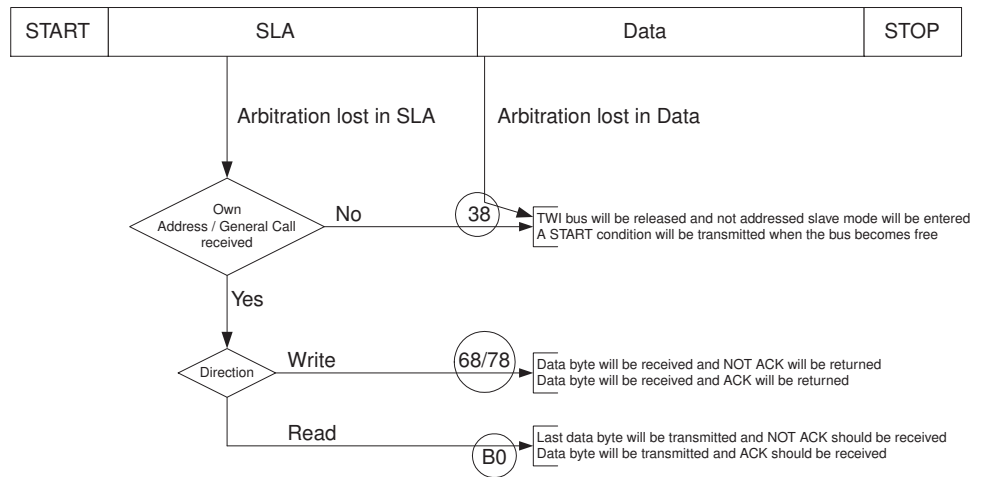 START SLA Data STOP
Arbitration lost in SLA Arbitration lost in Data
Own
Address / General Call
received
No
38
TWI bus will be released and not addressed slave mode will be entered
A START condition will be transmitted when the bus becomes free
Yes
Direction
Write
68/78
Data byte will be received and NOT ACK will be returned
Data byte will be received and ACK will be returned
Read
B0
Last data byte will be transmitted and NOT ACK should be received
Data byte will be transmitted and ACK should be received